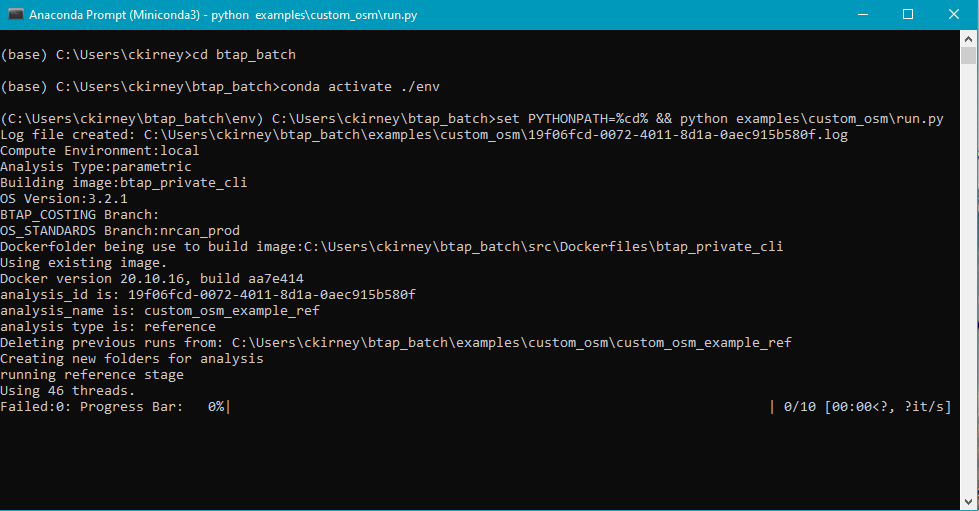 Anaconda Prompt (Miniconda3) - python  examples\custom_osm\run.py
(base) C:\Users\ckirney>cd btap_batch
(base) C:\Users\ckirney\btap_batch>conda activate ./env
(C:\Users\ckirney\btap_batch\env) C:\Users\ckirney\btap_batch>set PYTHONPATH=%cd% && python examples\custom_osm\run.py
Log file created: C:\Users\ckirney\btap_batch\examples\custom_osm\19f06fcd-0072-4011-8d1a-0aec915b580f.log
Compute Environment:local
Analysis Type:parametric
Building image:btap_private_cli
OS Version:3.2.1
BTAP_COSTING Branch:
OS_STANDARDS Branch:nrcan_prod
Dockerfolder being use to build image:C:\Users\ckirney\btap_batch\src\Dockerfiles\btap_private_cli
Using existing image.
Docker version 20.10.16, build aa7e414
analysis_id is: 19f06fcd-0072-4011-8d1a-0aec915b580f
analysis_name is: custom_osm_example_ref
analysis type is: reference
Deleting previous runs from: C:\Users\ckirney\btap_batch\examples\custom_osm\custom_osm_example_ref
Creating new folders for analysis
running reference stage
Using 46 threads.
Failed:0: Progress Bar:   0%|                                                                   | 0/10 [00:00<?, ?it/s]